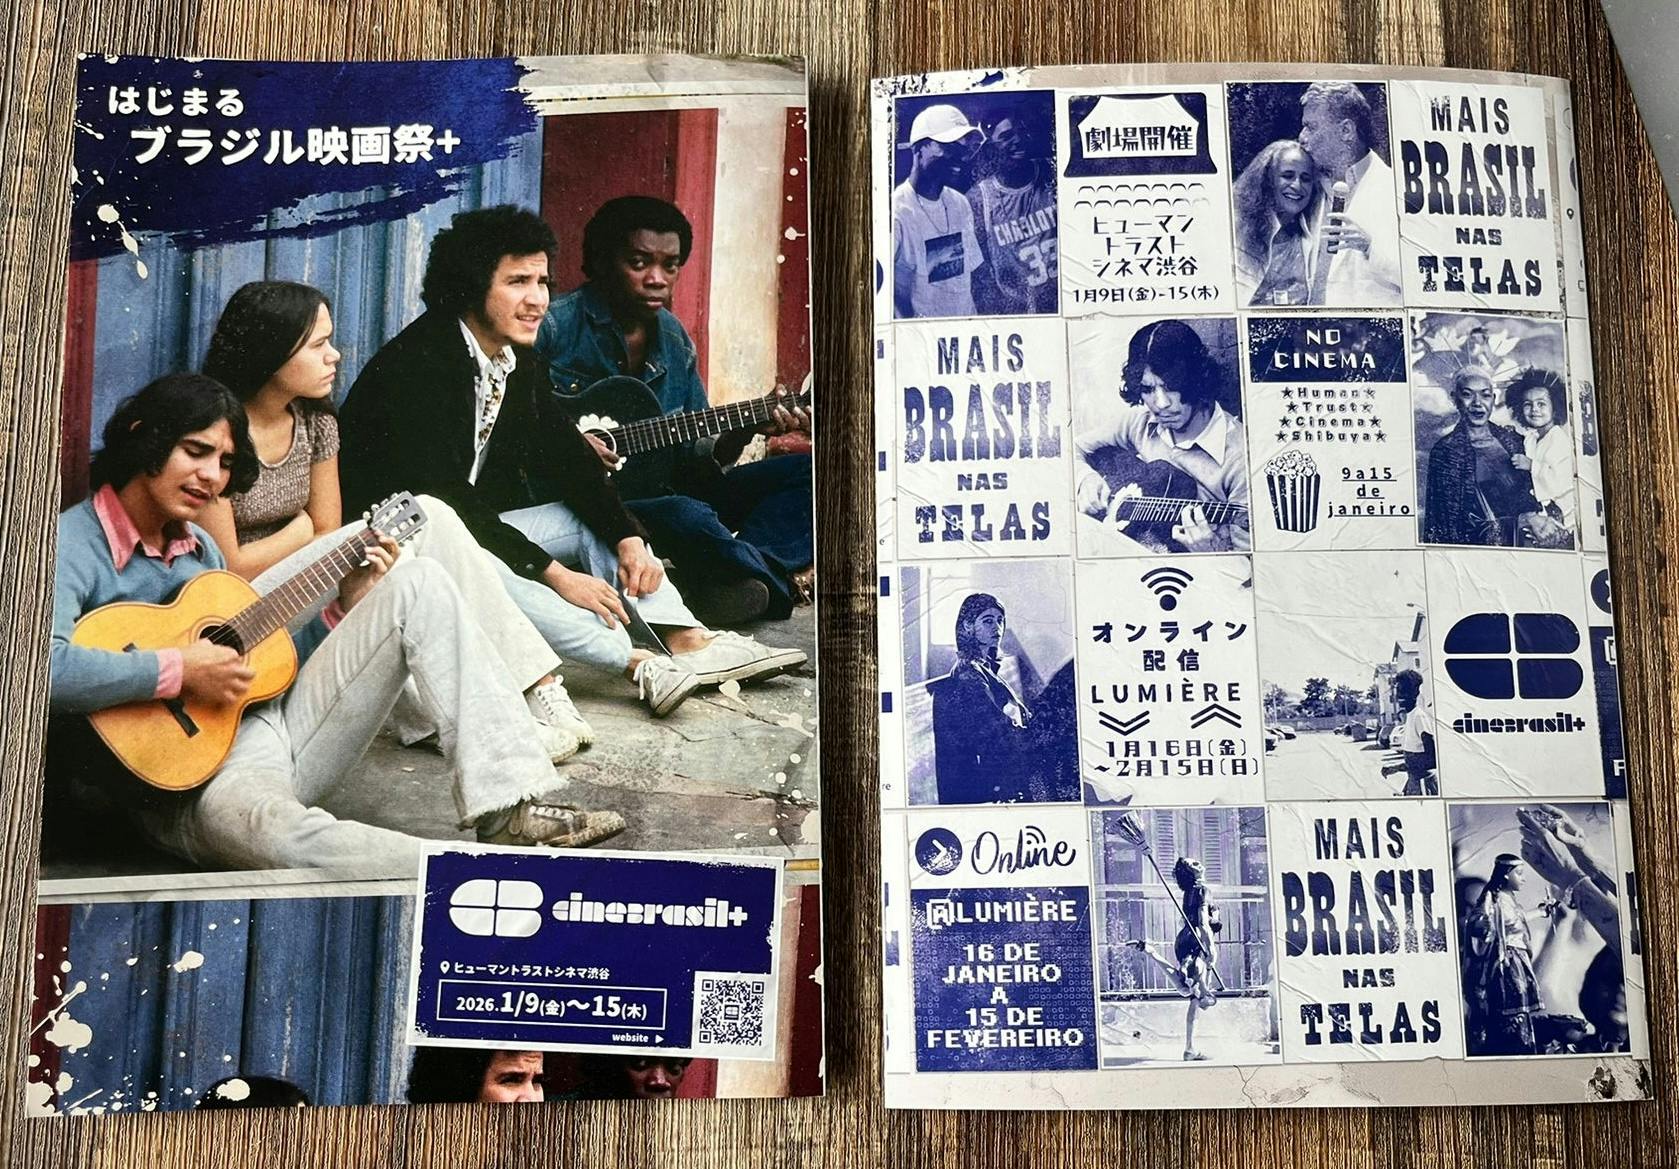 はじまる
ブラジル映画祭+
cinebrasil+
ヒューマントラストシネマ渋谷
2026.1/9(金)〜15(木)
website ▶
劇場開催
ヒューマン
トラスト
シネマ渋谷
1月9日(金)-15(木)
MAIS
BRASIL
NAS
TELAS
MAIS
BRASIL
NAS
TELAS
NO
CINEMA
★Human★
★Trust★
★Cinema★
★Shibuya★
9a15
de
janeiro
オンライン
配信
LUMIÈRE
1月16日(金)
~2月15日(日)
cinebrasil+
Online
LUMIÈRE
16 DE
JANEIRO
A
15 DE
FEVEREIRO
MAIS
BRASIL
NAS
TELAS